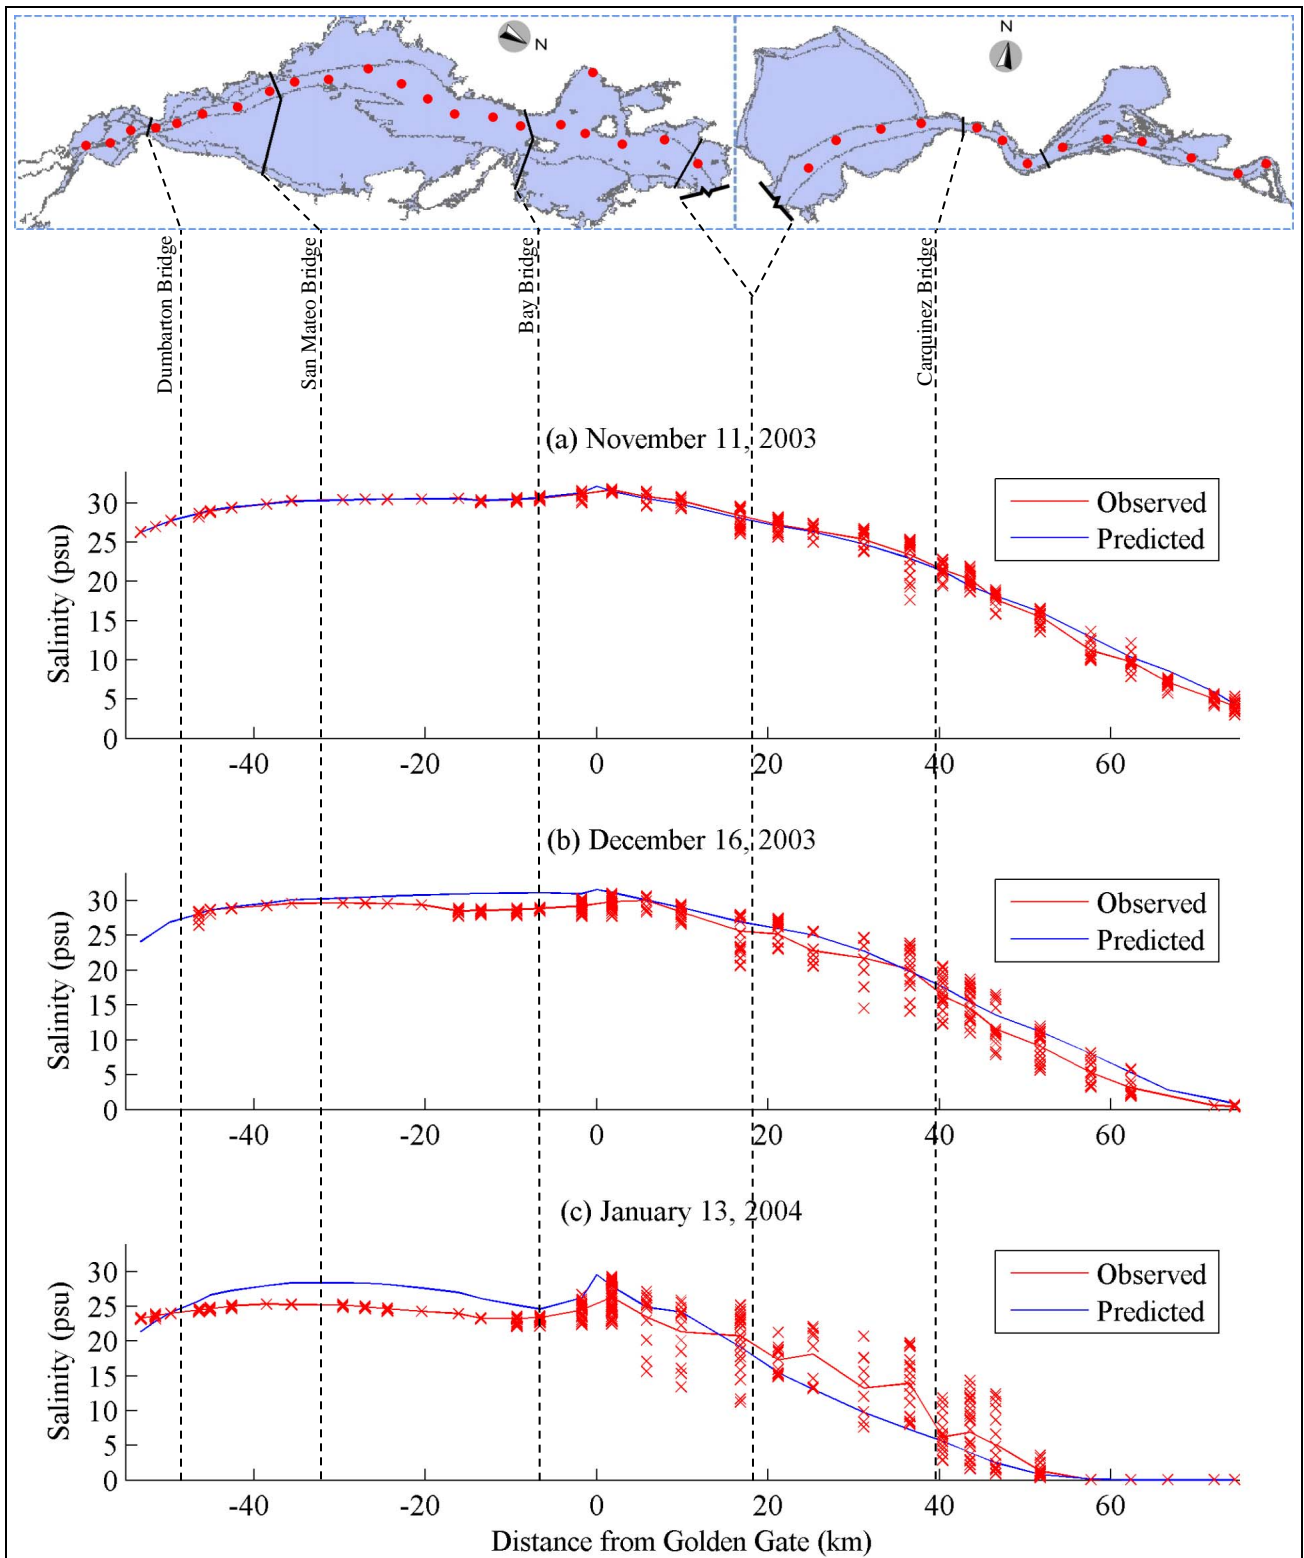 N
N
Dumbarton Bridge
San Mateo Bridge
Bay Bridge
Carquinez Bridge
(a) November 11, 2003
30
25
20
15
10
5
0
Salinity (psu)
Observed
Predicted
-40 -20 0 20 40 60
(b) December 16, 2003
30
25
20
15
10
5
0
Salinity (psu)
Observed
Predicted
-40 -20 0 20 40 60
(c) January 13, 2004
30
25
20
15
10
5
0
Salinity (psu)
Observed
Predicted
-40 -20 0 20 40 60
Distance from Golden Gate (km)